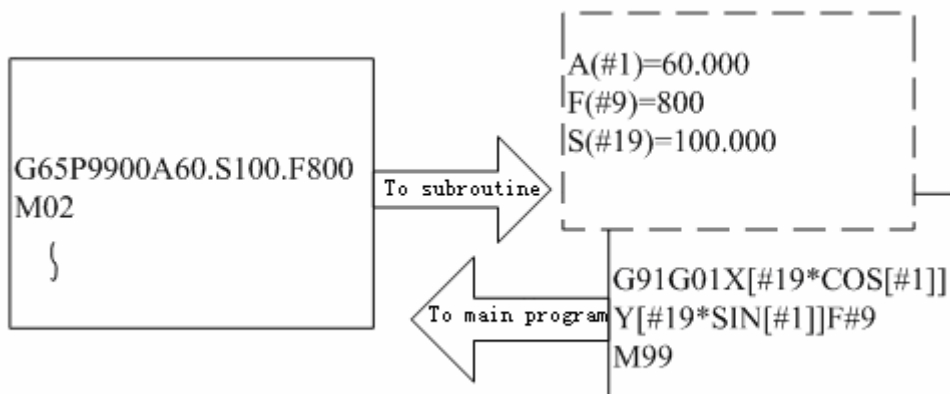 G65P9900A60.S100.F800
M02
To subroutine
A(#1)=60.000
F(#9)=800
S(#19)=100.000
To main program
G91G01X[#19*COS[#1]]
Y[#19*SIN[#1]]F#9
M99